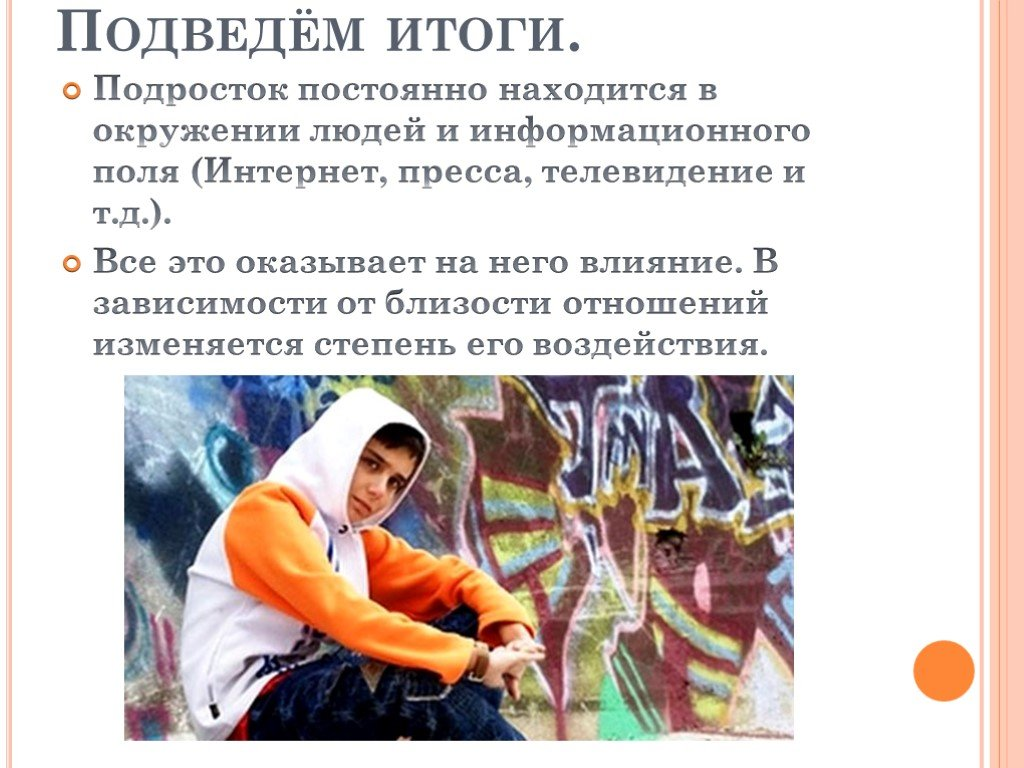 Подведём итоги.
Подросток постоянно находится в
окружении людей и информационного
поля (Интернет, пресса, телевидение и
т.д.).
Все это оказывает на него влияние. В
зависимости от близости отношений
изменяется степень его воздействия.